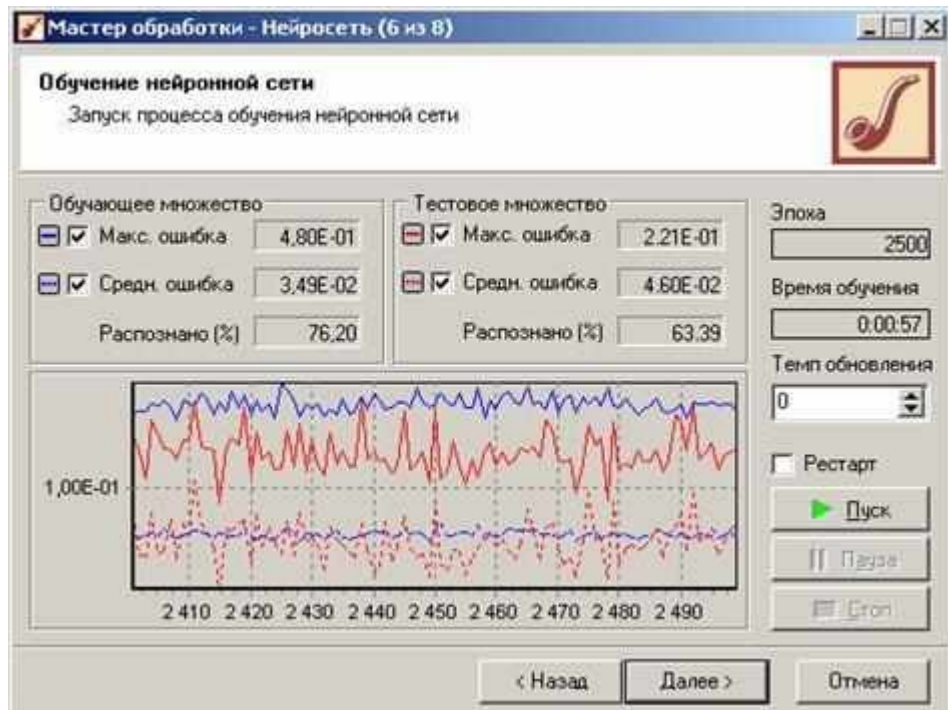 Мастер обработки - Нейросеть (6 из 8)
Обучение нейронной сети
Запуск процесса обучения нейронной сети
Обучающее множество
Макс. ошибка 4,80E-01
Средн. ошибка 3,49E-02
Распознано (%) 76,20
Тестовое множество
Макс. ошибка 2.21E-01
Средн. ошибка 4.60E-02
Распознано (%) 63.39
Эпоха
2500
Время обучения
0:00:57
Темп обновления
0
Рестарт
Пуск
Пауза
Стоп
1,00E-01
2 410 2 420 2 430 2 440 2 450 2 460 2 470 2 480 2 490
< Назад Далее > Отмена